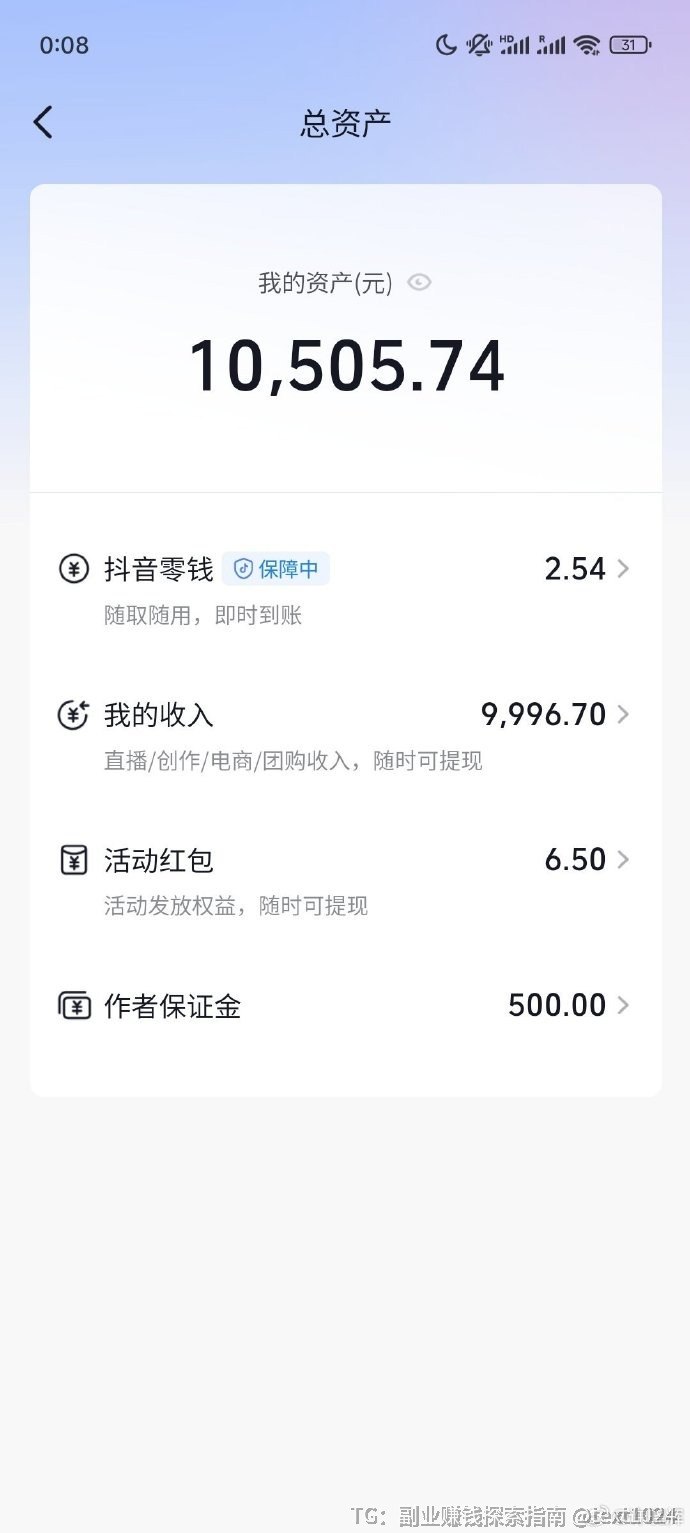 0:08
HD R 31
总资产
我的资产(元)
10,505.74
抖音零钱 保障中 2.54
随取随用，即时到账
我的收入 9,996.70
直播/创作/电商/团购收入，随时可提现
活动红包 6.50
活动发放权益，随时可提现
作者保证金 500.00
TG：副业赚钱探索指南 @text1024